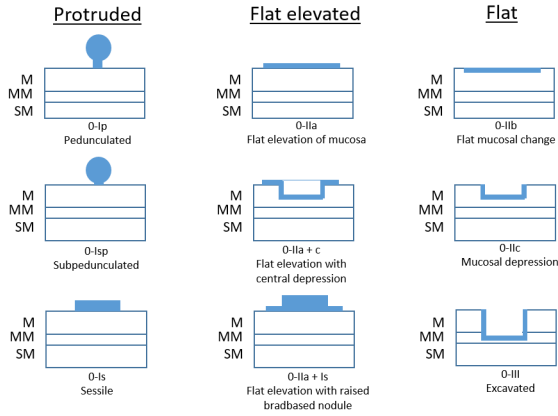 Protruded
Flat elevated
Flat
M
MM
SM
0-Ip
Pedunculated
M
MM
SM
0-IIa
Flat elevation of mucosa
M
MM
SM
0-IIb
Flat mucosal change
M
MM
SM
0-Isp
Subpedunculated
M
MM
SM
0-IIa + c
Flat elevation with
central depression
M
MM
SM
0-IIc
Mucosal depression
M
MM
SM
0-Is
Sessile
M
MM
SM
0-IIa + Is
Flat elevation with raised
bradbased nodule
M
MM
SM
0-III
Excavated